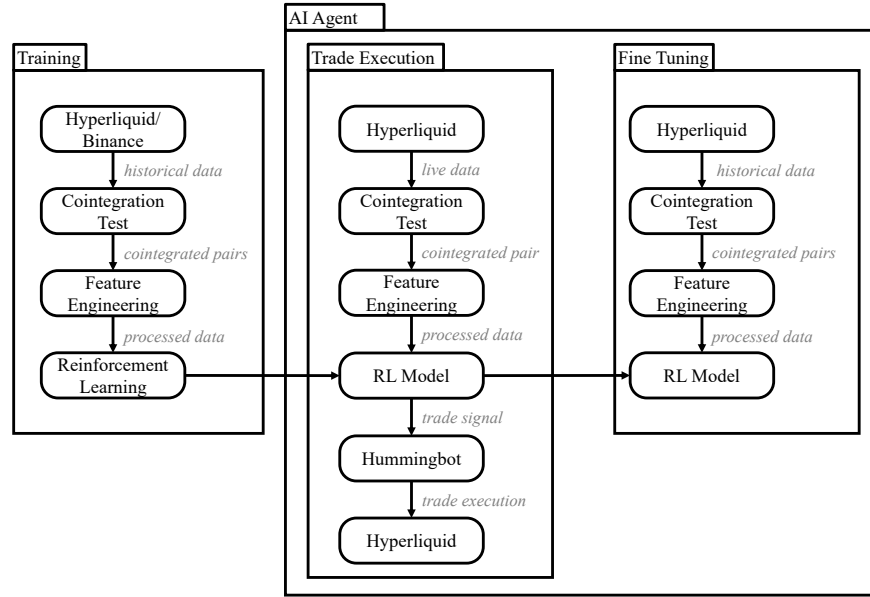 AI Agent
Training
Hyperliquid/
Binance
historical data
Cointegration
Test
cointegrated pairs
Feature
Engineering
processed data
Reinforcement
Learning
Trade Execution
Hyperliquid
live data
Cointegration
Test
cointegrated pair
Feature
Engineering
processed data
RL Model
trade signal
Hummingbot
trade execution
Hyperliquid
Fine Tuning
Hyperliquid
historical data
Cointegration
Test
cointegrated pairs
Feature
Engineering
processed data
RL Model